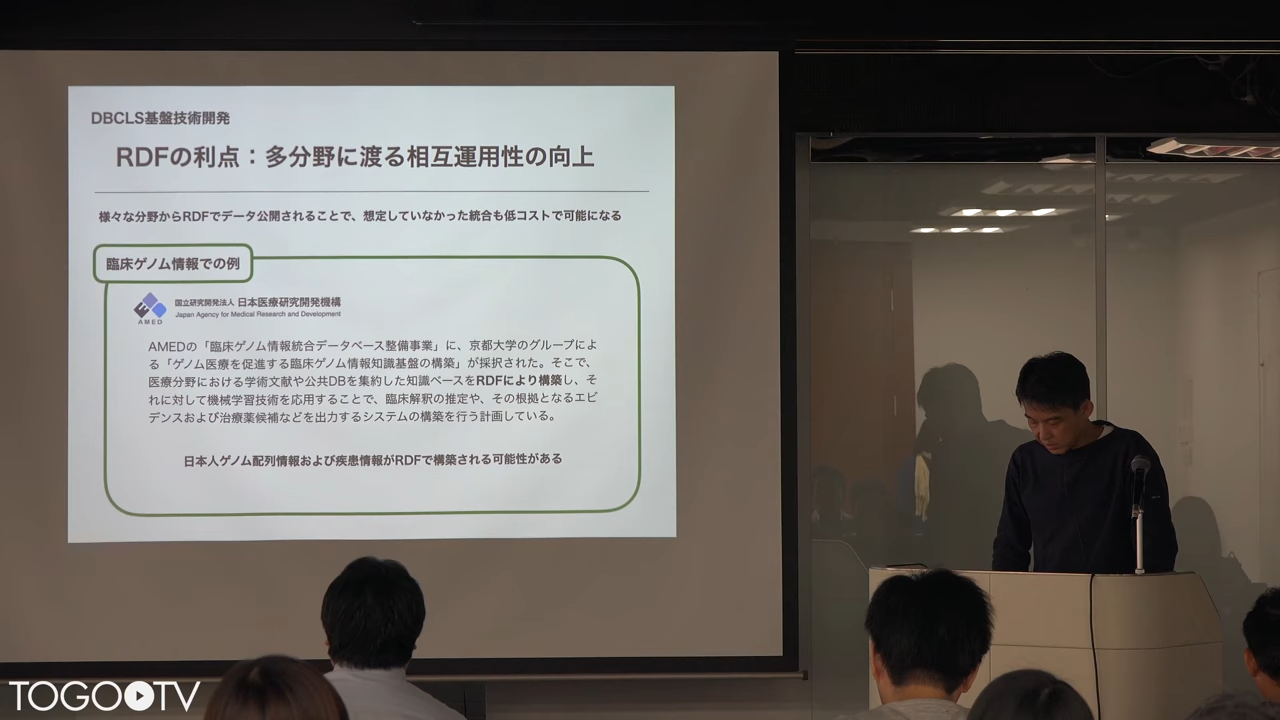 DBCLS基盤技術開発
RDFの利点：多分野に渡る相互運用性の向上
様々な分野からRDFでデータ公開されることで、想定していなかった統合も低コストで可能になる
臨床ゲノム情報での例
国立研究開発法人 日本医療研究開発機構
Japan Agency for Medical Research and Development
AMED
AMEDの「臨床ゲノム情報統合データベース整備事業」に、京都大学のグループによ
る「ゲノム医療を促進する臨床ゲノム情報知識基盤の構築」が採択された。そこで、
医療分野における学術文献や公共DBを集約した知識ベースをRDFにより構築し、そ
れに対して機械学習技術を応用することで、臨床解釈の推定や、その根拠となるエビ
デンスおよび治療薬候補などを出力するシステムの構築を行う計画している。
日本人ゲノム配列情報および疾患情報がRDFで構築される可能性がある
TOGO TV